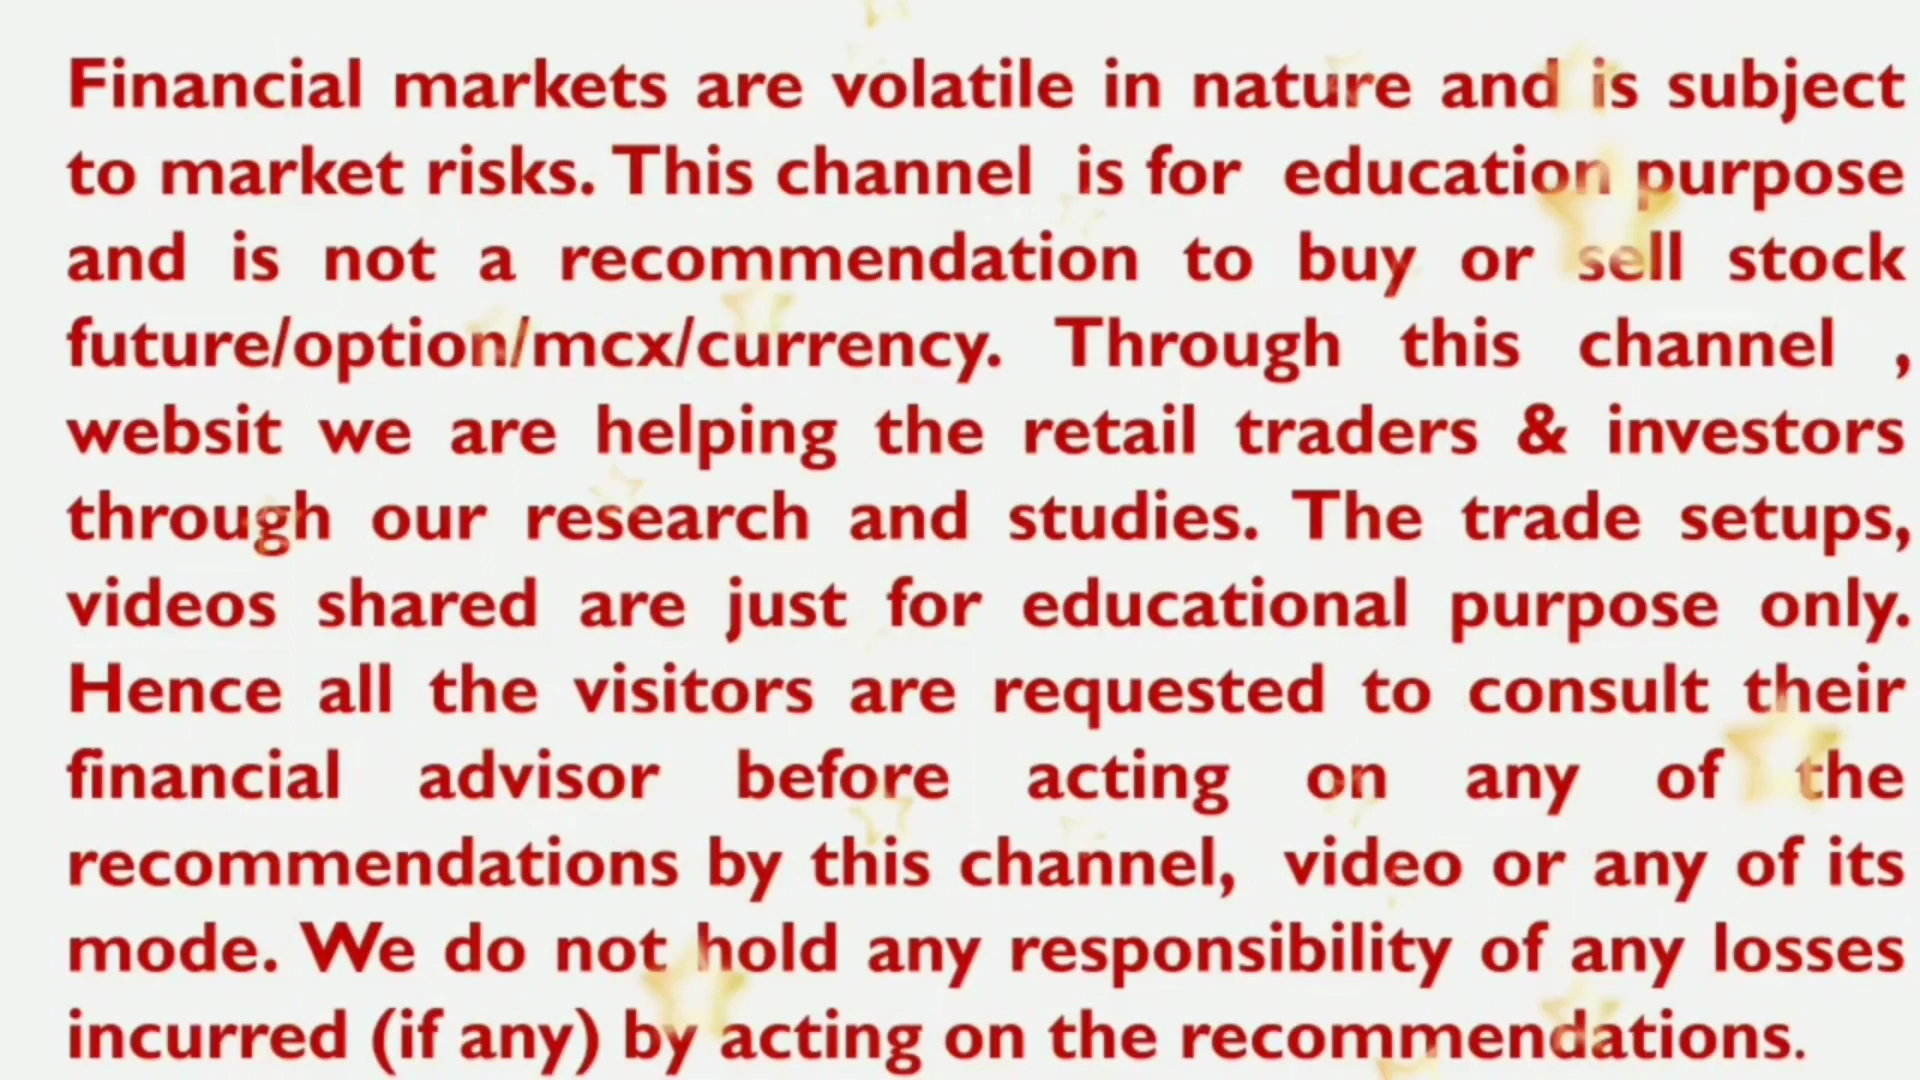 Financial markets are volatile in nature and is subject
to market risks. This channel is for education purpose
and is not a recommendation to buy or sell stock
future/option/mcx/currency. Through this channel ,
websit we are helping the retail traders & investors
through our research and studies. The trade setups,
videos shared are just for educational purpose only.
Hence all the visitors are requested to consult their
financial advisor before acting on any of the
recommendations by this channel, video or any of its
mode. We do not hold any responsibility of any losses
incurred (if any) by acting on the recommendations.